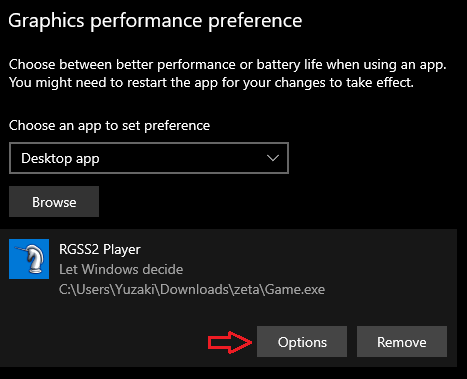 Graphics performance preference
Choose between better performance or battery life when using an app.
You might need to restart the app for your changes to take effect.
Choose an app to set preference
Desktop app
Browse
RGSS2 Player
Let Windows decide
C:\Users\Yuzaki\Downloads\zeta\Game.exe
Options
Remove